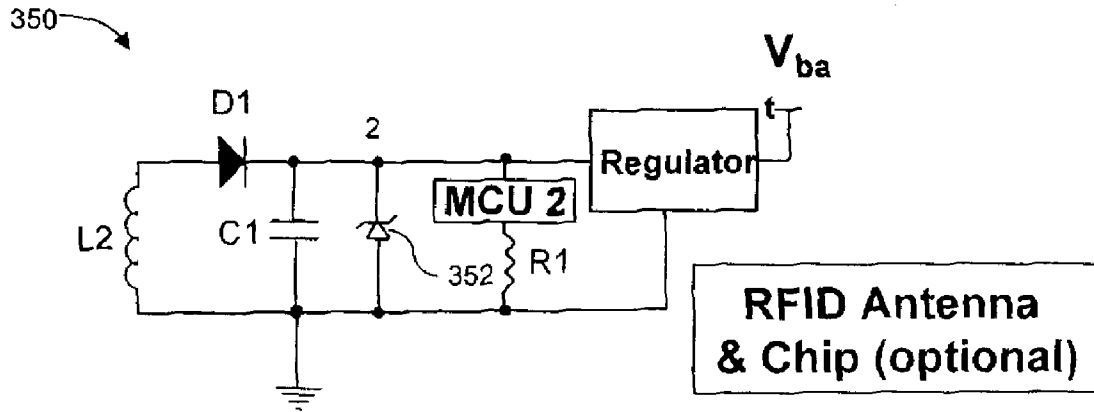 350
V_ba
t
D1
2
Regulator
MCU 2
L2
C1
352
R1
RFID Antenna
& Chip (optional)